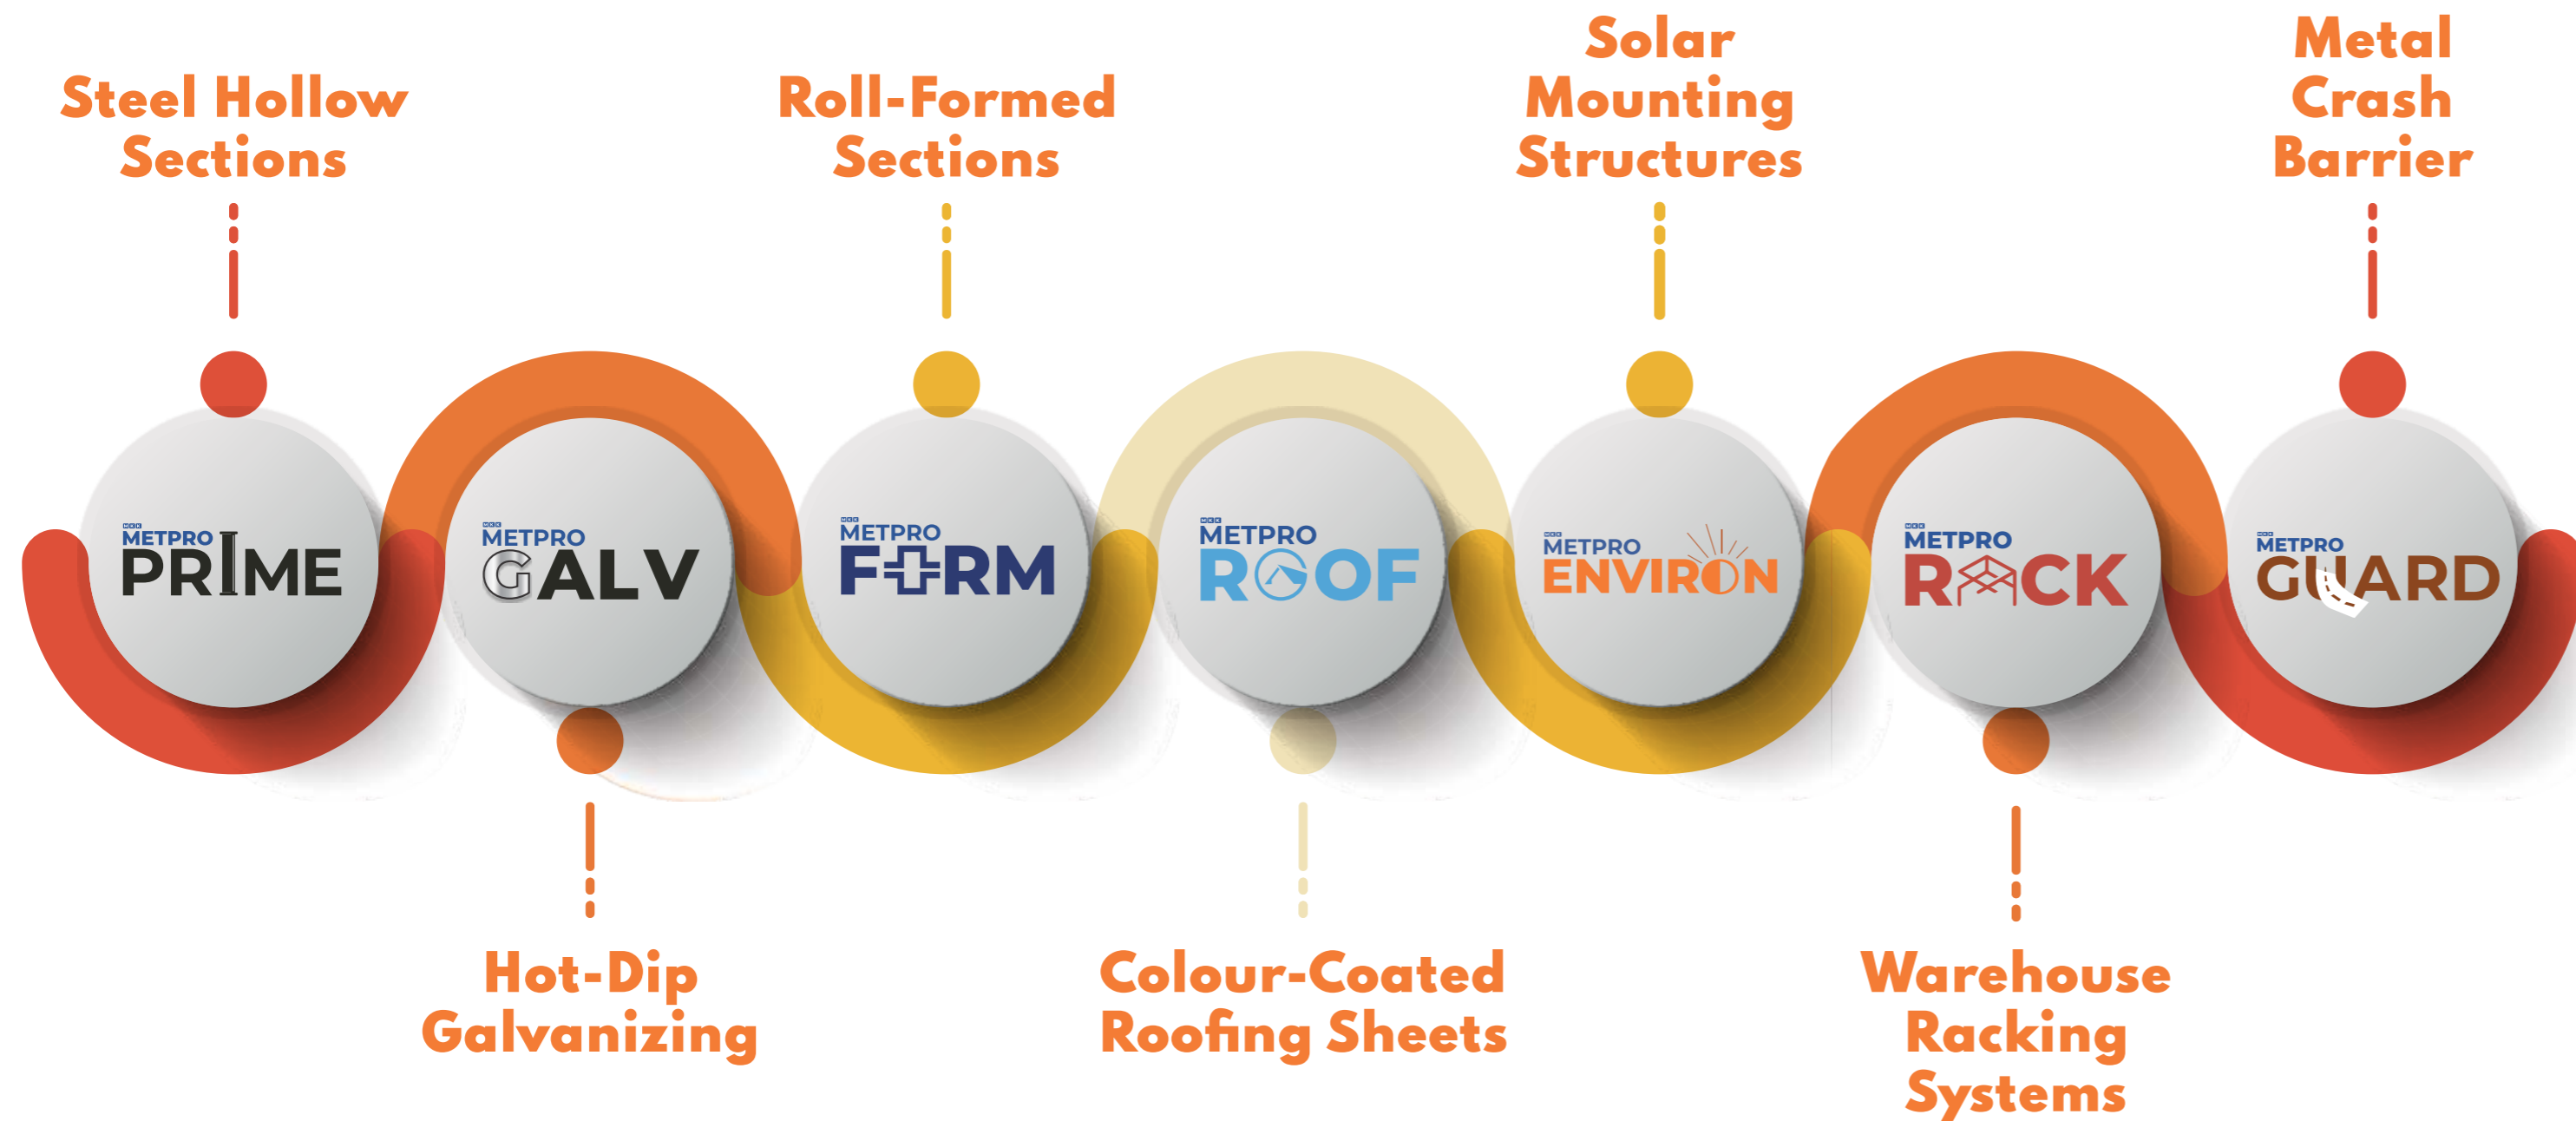 Steel Hollow
Sections
Roll-Formed
Sections
Solar
Mounting
Structures
Metal
Crash
Barrier
METPRO
PRIME
METPRO
GALV
METPRO
FORM
METPRO
ROOF
METPRO
ENVIRON
METPRO
RACK
METPRO
GUARD
Hot-Dip
Galvanizing
Colour-Coated
Roofing Sheets
Warehouse
Racking
Systems